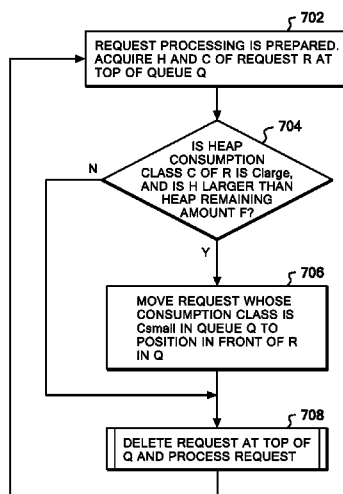 702
REQUEST PROCESSING IS PREPARED.
ACQUIRE H AND C OF REQUEST R AT
TOP OF QUEUE Q
704
IS
HEAP
CONSUMPTION
CLASS C OF R IS Clarge,
AND IS H LARGER THAN
HEAP REMAINING
AMOUNT F?
N
Y
706
MOVE REQUEST WHOSE
CONSUMPTION CLASS IS
Csmall IN QUEUE Q TO
POSITION IN FRONT OF R
IN Q
708
DELETE REQUEST AT TOP OF
Q AND PROCESS REQUEST